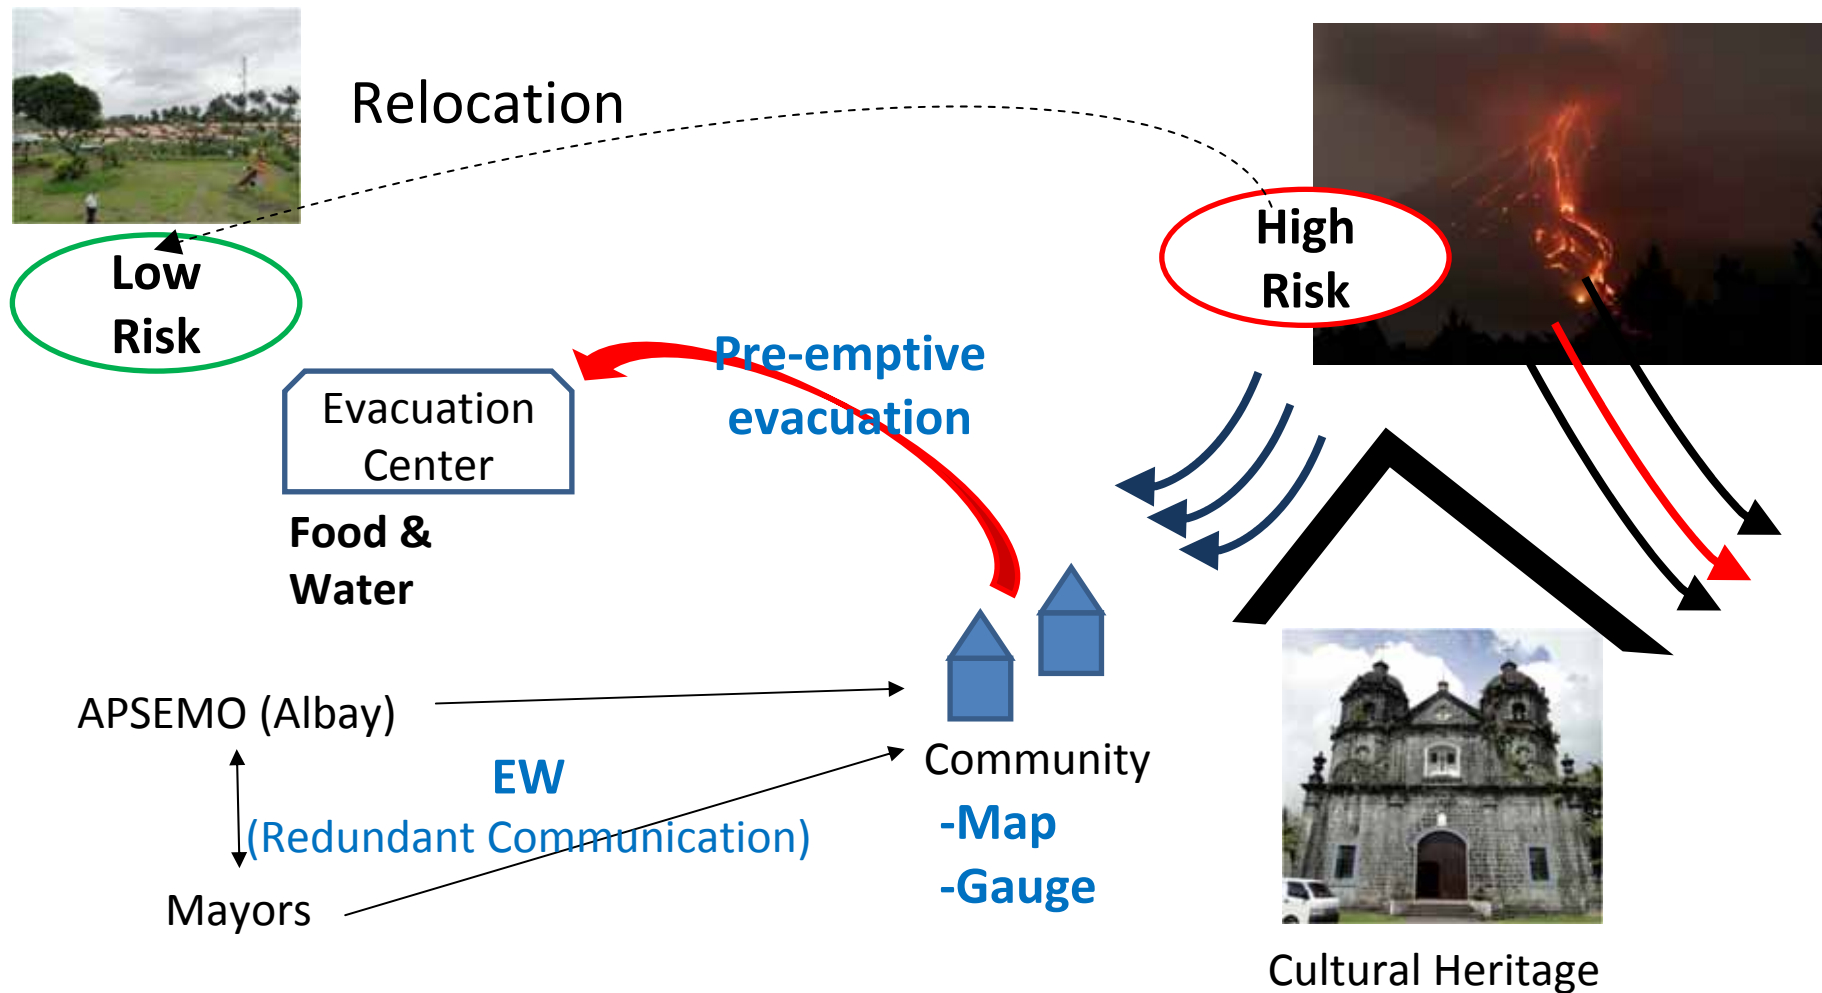 Relocation
High
Risk
Low
Risk
Pre-emptive
evacuation
Evacuation
Center
Food &
Water
APSEMO (Albay)
EW
(Redundant Communication)
Mayors
Community
-Map
-Gauge
Cultural Heritage